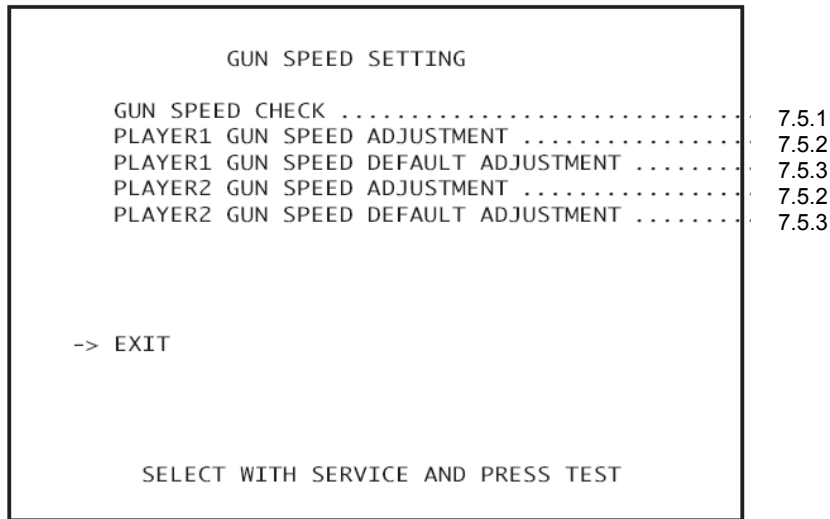 GUN SPEED SETTING
GUN SPEED CHECK .............................. 7.5.1
PLAYER1 GUN SPEED ADJUSTMENT ................. 7.5.2
PLAYER1 GUN SPEED DEFAULT ADJUSTMENT ......... 7.5.3
PLAYER2 GUN SPEED ADJUSTMENT ................. 7.5.2
PLAYER2 GUN SPEED DEFAULT ADJUSTMENT ......... 7.5.3
-> EXIT
SELECT WITH SERVICE AND PRESS TEST